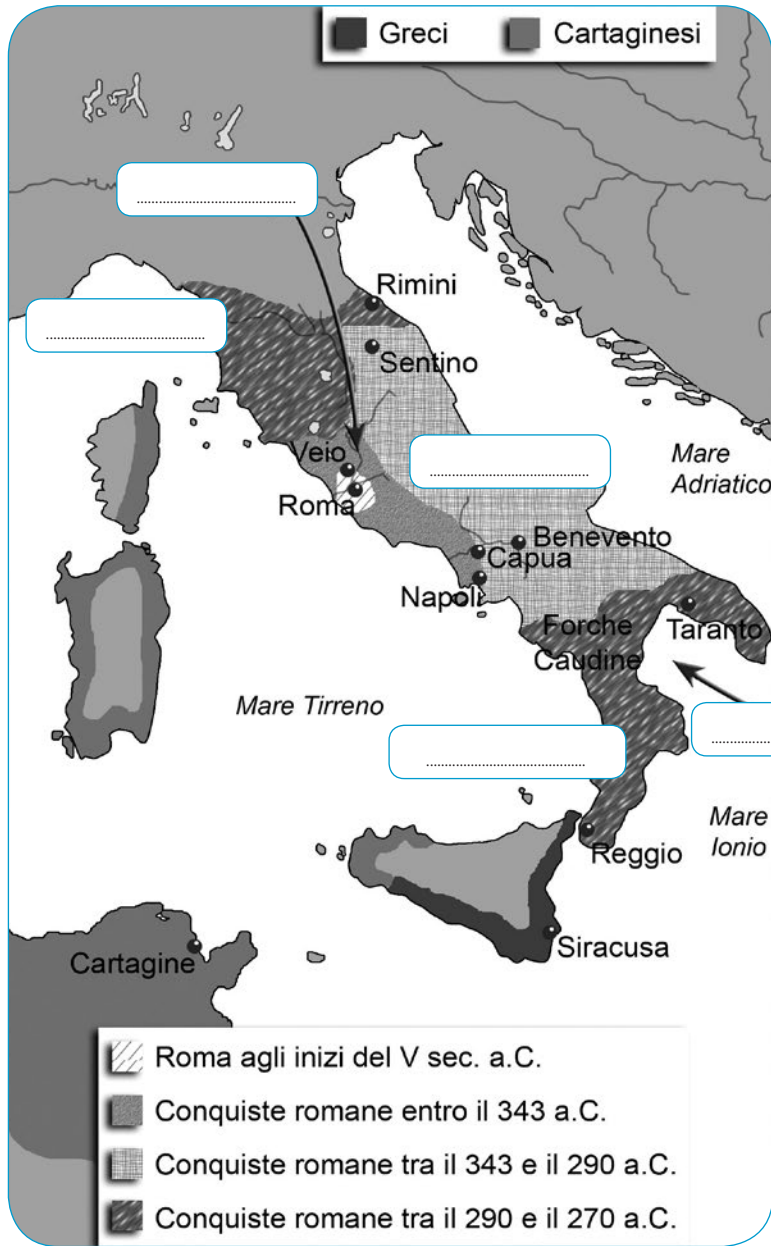 Greci
Cartaginesi
Rimini
Sentino
Veio
Roma
Mare
Adriatico
Benevento
Capua
Napoli
Forche
Caudine
Taranto
Mare Tirreno
Mare
Ionio
Reggio
Siracusa
Cartagine
Roma agli inizi del V sec. a.C.
Conquiste romane entro il 343 a.C.
Conquiste romane tra il 343 e il 290 a.C.
Conquiste romane tra il 290 e il 270 a.C.